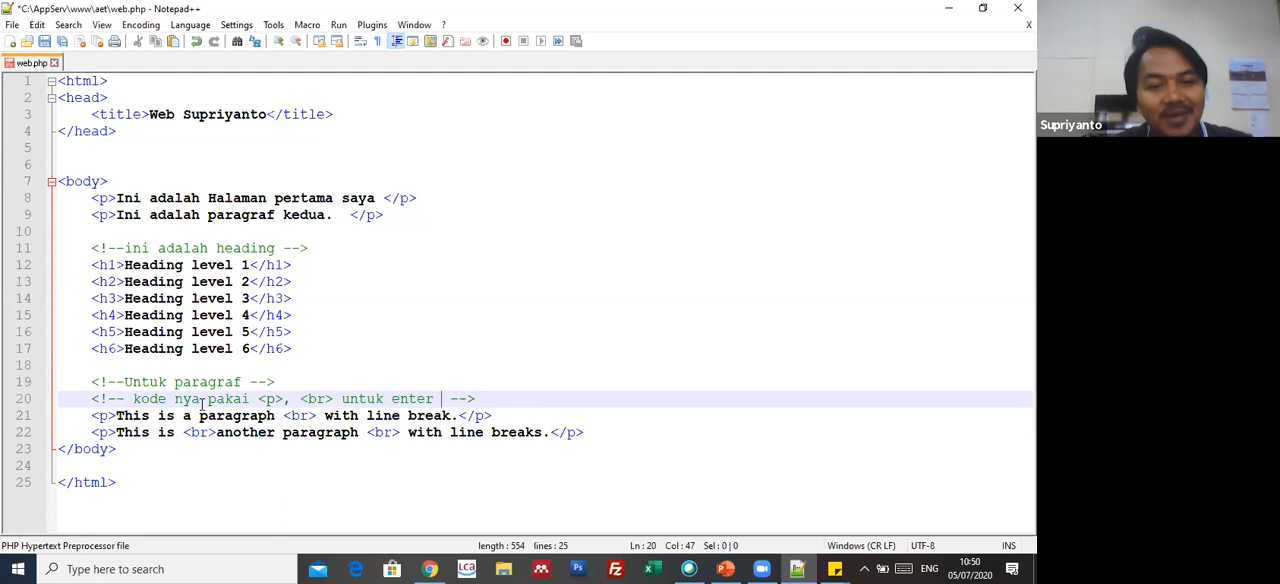 *C:\AppServ\www\aet\web.php - Notepad++
File Edit Search View Encoding Language Settings Tools Macro Run Plugins Window ? X
web.php
1 <html>
2 <head>
3 <title>Web Supriyanto</title>
4 </head>
5
6
7 <body>
8 <p>Ini adalah Halaman pertama saya </p>
9 <p>Ini adalah paragraf kedua.  </p>
10
11 <!--ini adalah heading -->
12 <h1>Heading level 1</h1>
13 <h2>Heading level 2</h2>
14 <h3>Heading level 3</h3>
15 <h4>Heading level 4</h4>
16 <h5>Heading level 5</h5>
17 <h6>Heading level 6</h6>
18
19 <!--Untuk paragraf -->
20 <!-- kode nya pakai <p>, <br> untuk enter  -->
21 <p>This is a paragraph <br> with line break.</p>
22 <p>This is <br>another paragraph <br> with line breaks.</p>
23 </body>
24
25 </html>
Supriyanto
PHP Hypertext Preprocessor file length : 554 lines : 25 Ln : 20 Col : 47 Sel : 0 | 0 Windows (CR LF) UTF-8 INS
Type here to search
LCA
Ps
ENG
10:50
05/07/2020